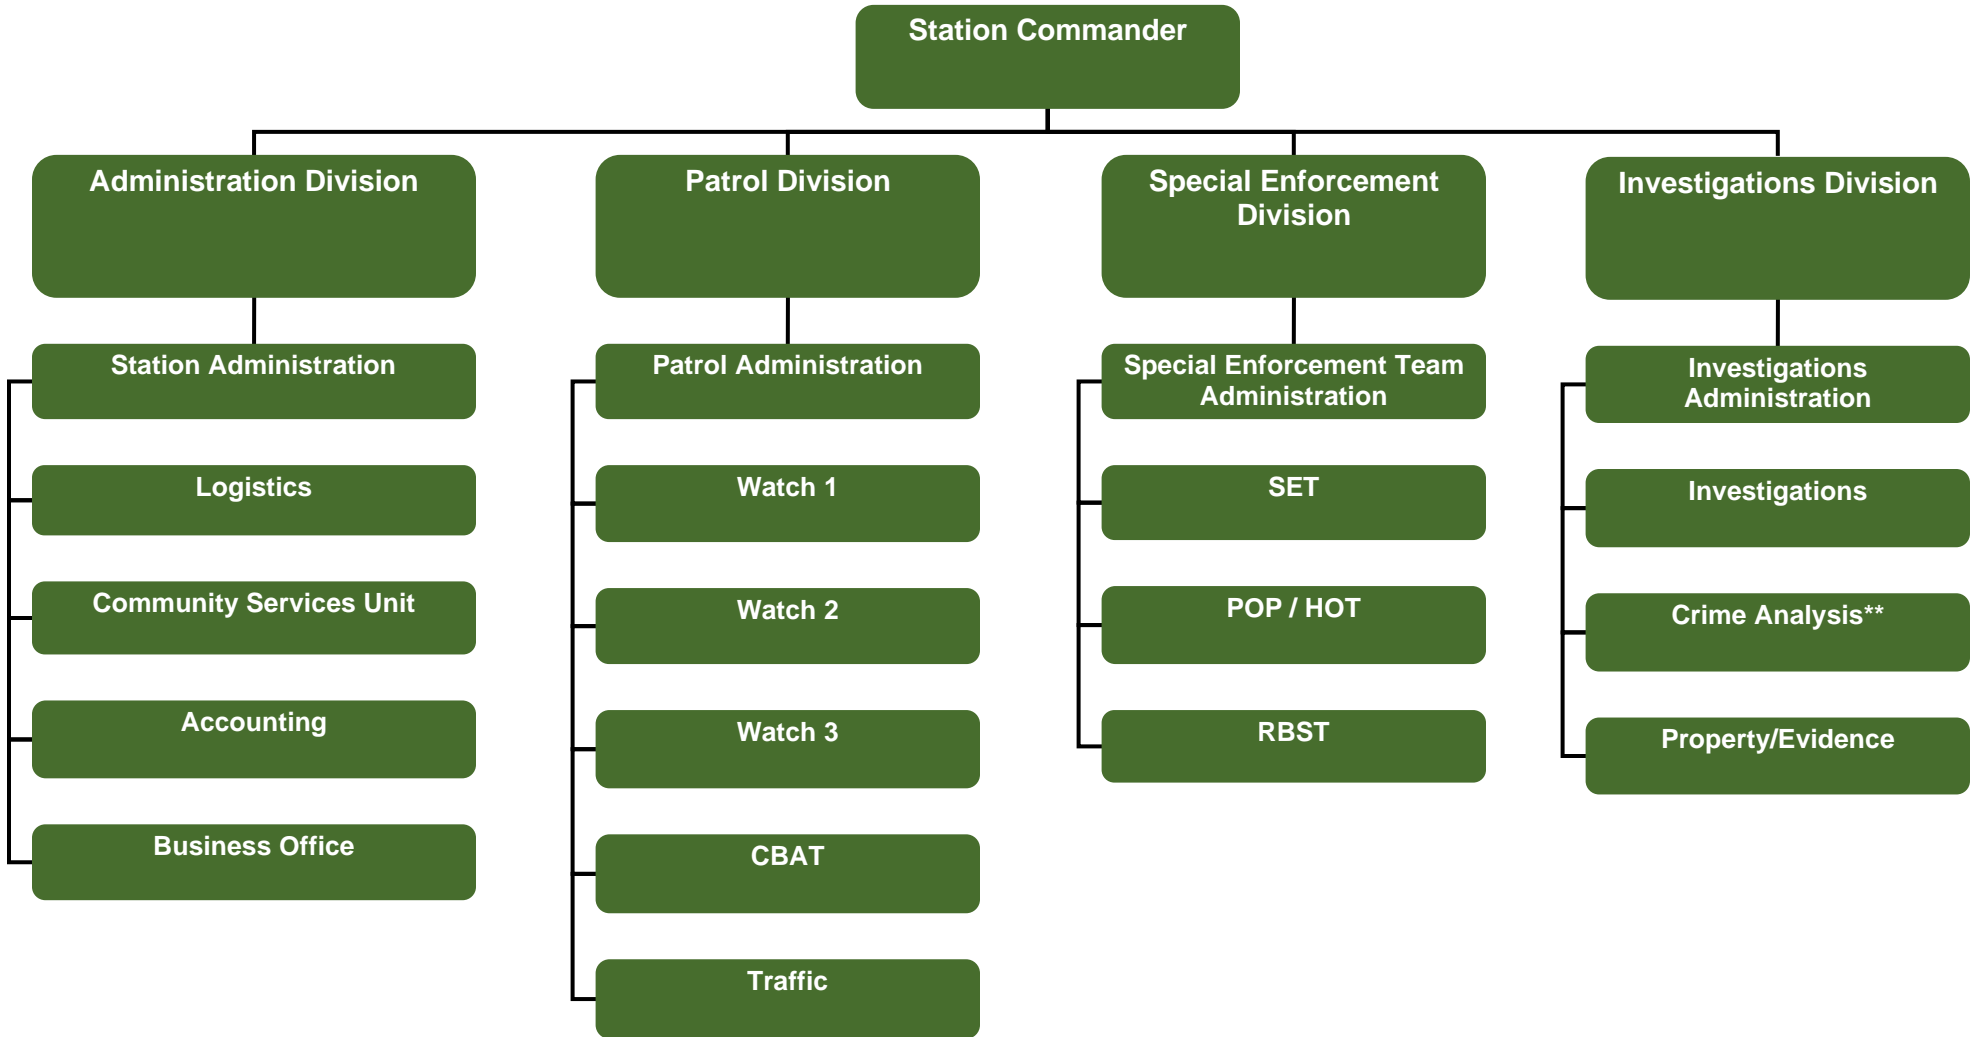 Station Commander
Administration Division
Patrol Division
Special Enforcement
Division
Investigations Division
Station Administration
Logistics
Community Services Unit
Accounting
Business Office
Patrol Administration
Watch 1
Watch 2
Watch 3
CBAT
Traffic
Special Enforcement Team
Administration
SET
POP / HOT
RBST
Investigations
Administration
Investigations
Crime Analysis**
Property/Evidence